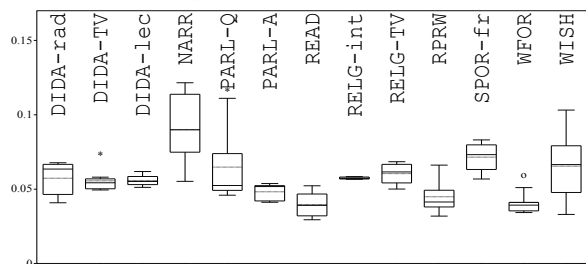 0.15
0.1
0.05
0
DIDA-rad
DIDA-TV
DIDA-lec
NARR
PARL-Q
PARL-A
READ
RELG-int
RELG-TV
RPRW
SPOR-fr
WFOR
WISH